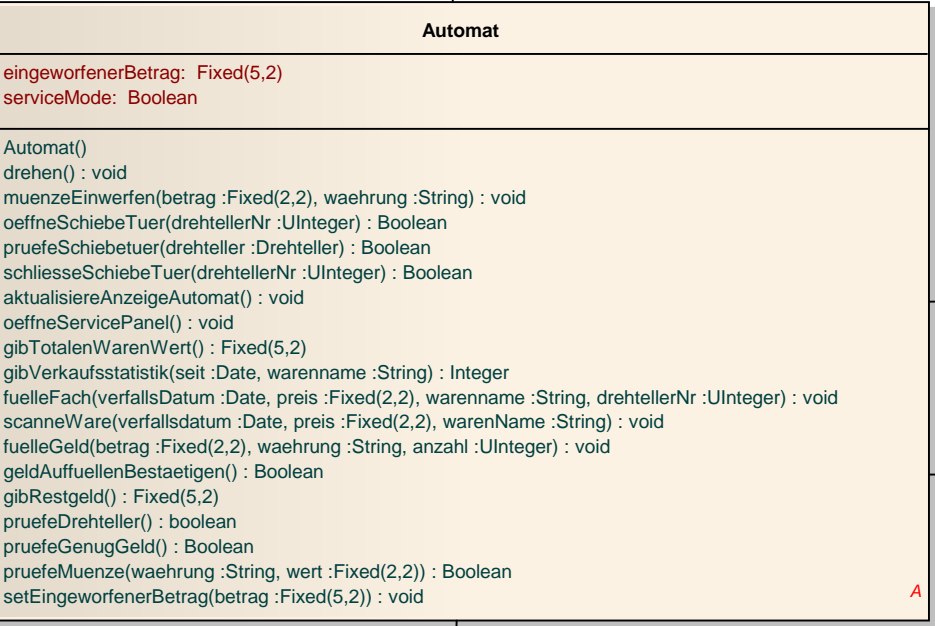 Automat
eingeworfenerBetrag:  Fixed(5,2)
serviceMode:  Boolean
Automat()
drehen() : void
muenzeEinwerfen(betrag :Fixed(2,2), waehrung :String) : void
oeffneSchiebeTuer(drehtellerNr :UInteger) : Boolean
pruefeSchiebetuer(drehteller :Drehteller) : Boolean
schliesseSchiebeTuer(drehtellerNr :UInteger) : Boolean
aktualisiereAnzeigeAutomat() : void
oeffneServicePanel() : void
gibTotalenWarenWert() : Fixed(5,2)
gibVerkaufsstatistik(seit :Date, warenname :String) : Integer
fuelleFach(verfallsDatum :Date, preis :Fixed(2,2), warenname :String, drehtellerNr :UInteger) : void
scanneWare(verfallsdatum :Date, preis :Fixed(2,2), warenName :String) : void
fuelleGeld(betrag :Fixed(2,2), waehrung :String, anzahl :UInteger) : void
geldAuffuellenBestaetigen() : Boolean
gibRestgeld() : Fixed(5,2)
pruefeDrehteller() : boolean
pruefeGenugGeld() : Boolean
pruefeMuenze(waehrung :String, wert :Fixed(2,2)) : Boolean
setEingeworfenerBetrag(betrag :Fixed(5,2)) : void
A